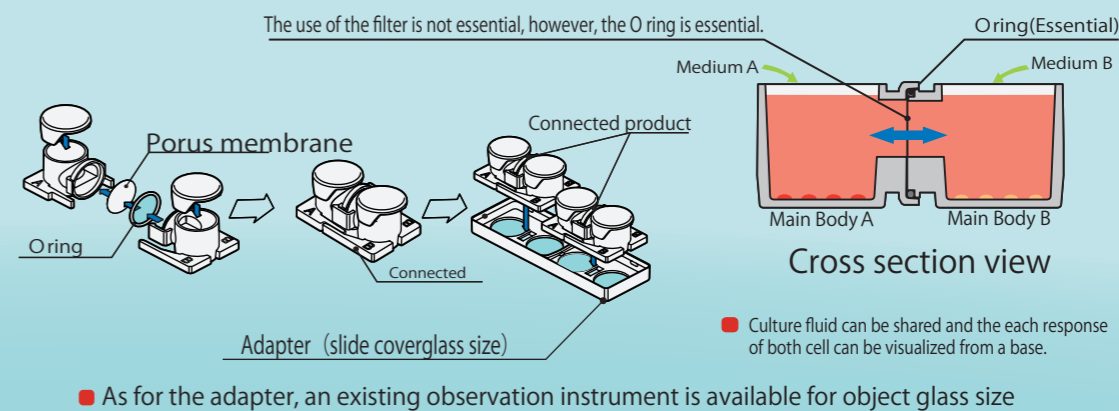 The use of the filter is not essential, however, the O ring is essential.
O ring(Essential)
Medium A
Medium B
Porus membrane
Connected product
O ring
Connected
Main Body A
Main Body B
Cross section view
Adapter (slide coverglass size)
Culture fluid can be shared and the each response
of both cell can be visualized from a base.
As for the adapter, an existing observation instrument is available for object glass size